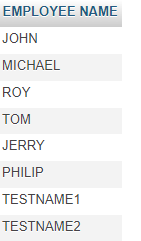 EMPLOYEE NAME
JOHN
MICHAEL
ROY
TOM
JERRY
PHILIP
TESTNAME1
TESTNAME2